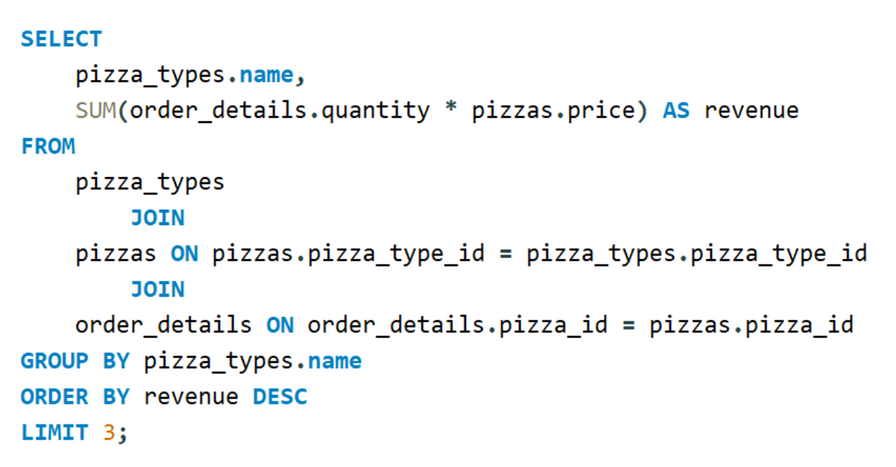 SELECT
pizza_types.name,
SUM(order_details.quantity * pizzas.price) AS revenue
FROM
pizza_types
JOIN
pizzas ON pizzas.pizza_type_id = pizza_types.pizza_type_id
JOIN
order_details ON order_details.pizza_id = pizzas.pizza_id
GROUP BY pizza_types.name
ORDER BY revenue DESC
LIMIT 3;